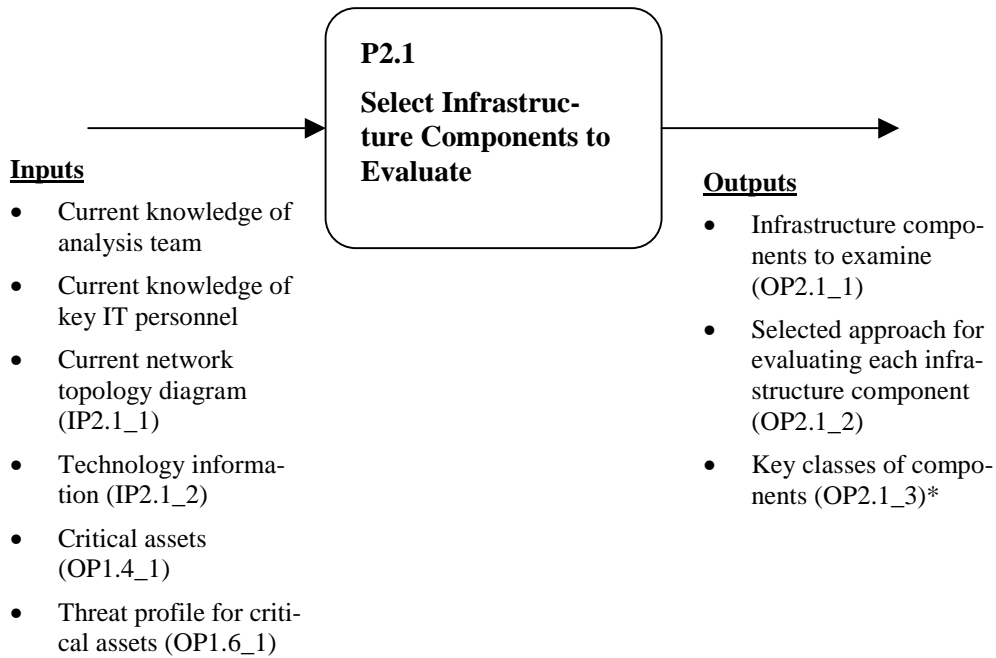 P2.1
Select Infrastruc-
ture Components to
Evaluate
Inputs
• Current knowledge of
analysis team
• Current knowledge of
key IT personnel
• Current network
topology diagram
(IP2.1_1)
• Technology informa-
tion (IP2.1_2)
• Critical assets
(OP1.4_1)
• Threat profile for criti-
cal assets (OP1.6_1)
Outputs
• Infrastructure compo-
nents to examine
(OP2.1_1)
• Selected approach for
evaluating each infra-
structure component
(OP2.1_2)
• Key classes of compo-
nents (OP2.1_3)*